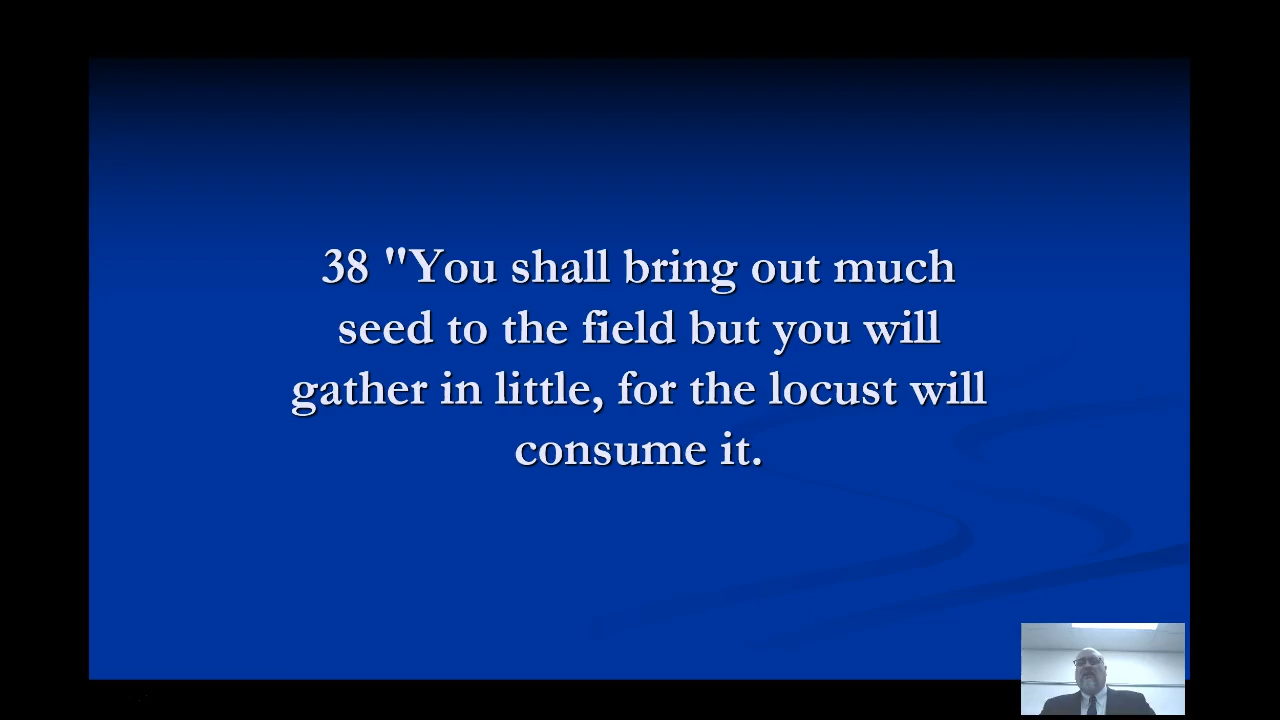 38 "You shall bring out much
seed to the field but you will
gather in little, for the locust will
consume it.